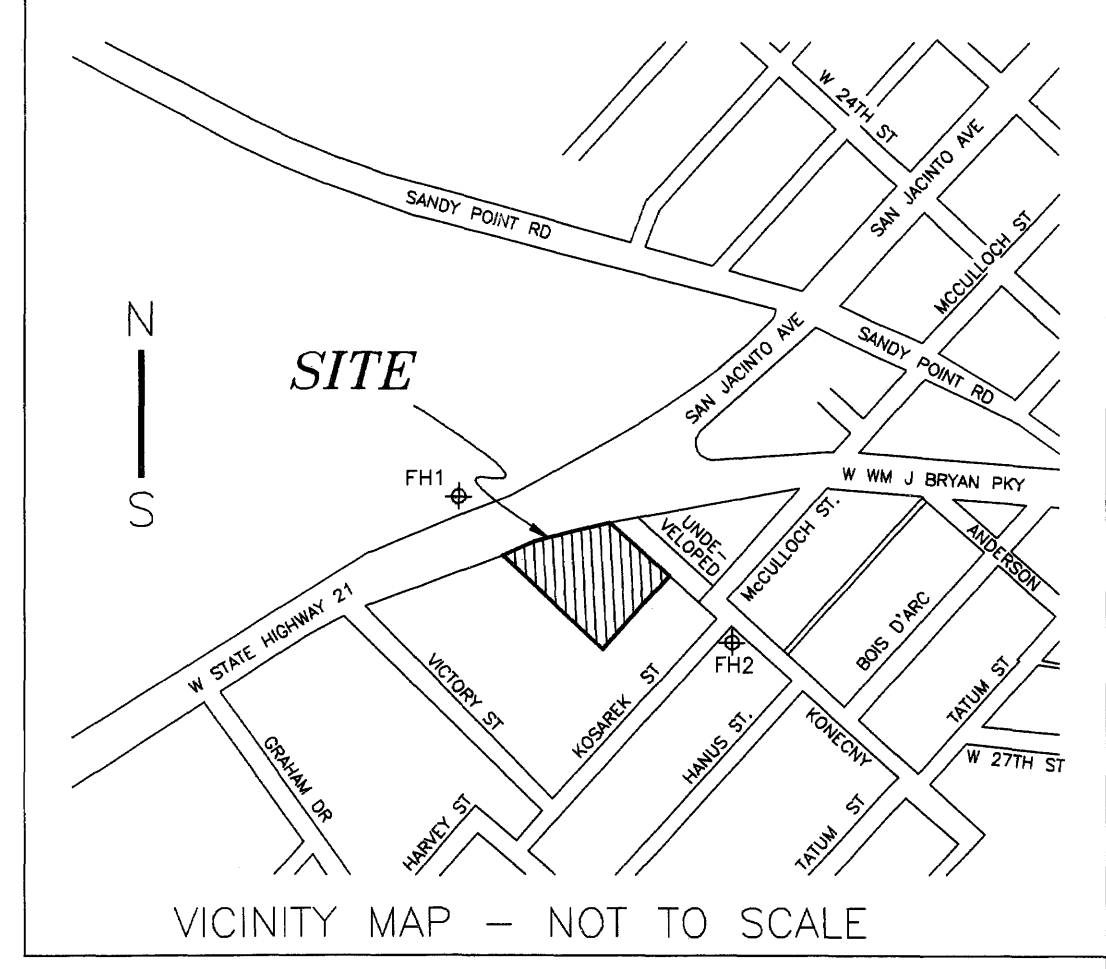 W 24TH ST
SAN JACINTO AVE
SANDY POINT RD
MCCULLOCH ST
N
SITE
SAN JACINTO AVE
SANDY POINT RD
FH1
W WM J BRYAN PKY
S
UNDE-
VELOPED
McCULLOCH ST.
ANDERSON
W STATE HIGHWAY 21
BOIS D'ARC
FH2
VICTORY ST
KOSAREK ST
TATUM ST
HANUS ST.
KONECNY
GRAHAM DR
W 27TH ST
HARVEY ST
TATUM ST
VICINITY MAP - NOT TO SCALE